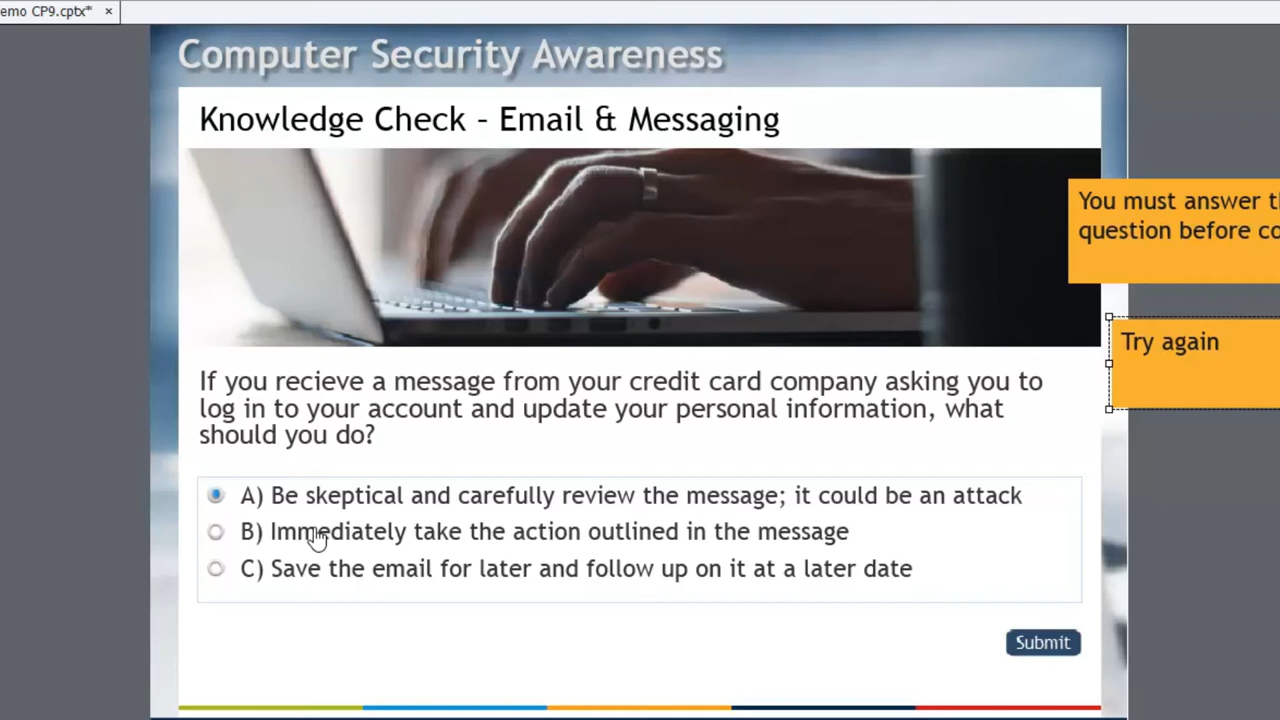 emo CP9.cptx* ×
Computer Security Awareness
Knowledge Check – Email & Messaging
You must answer
question before
Try again
If you recieve a message from your credit card company asking you to
log in to your account and update your personal information, what
should you do?
A) Be skeptical and carefully review the message; it could be an attack
B) Immediately take the action outlined in the message
C) Save the email for later and follow up on it at a later date
Submit